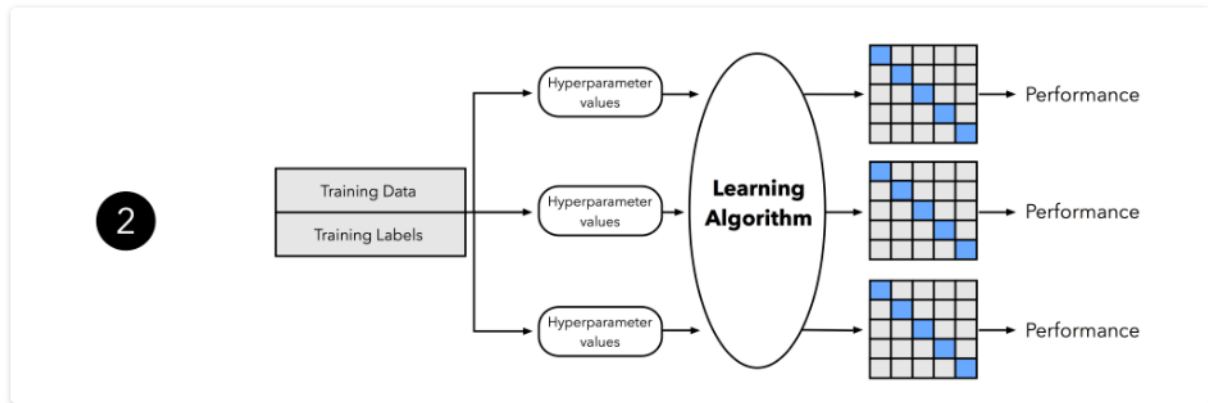 2
Training Data
Training Labels
Hyperparameter
values
Hyperparameter
values
Hyperparameter
values
Learning
Algorithm
Performance
Performance
Performance